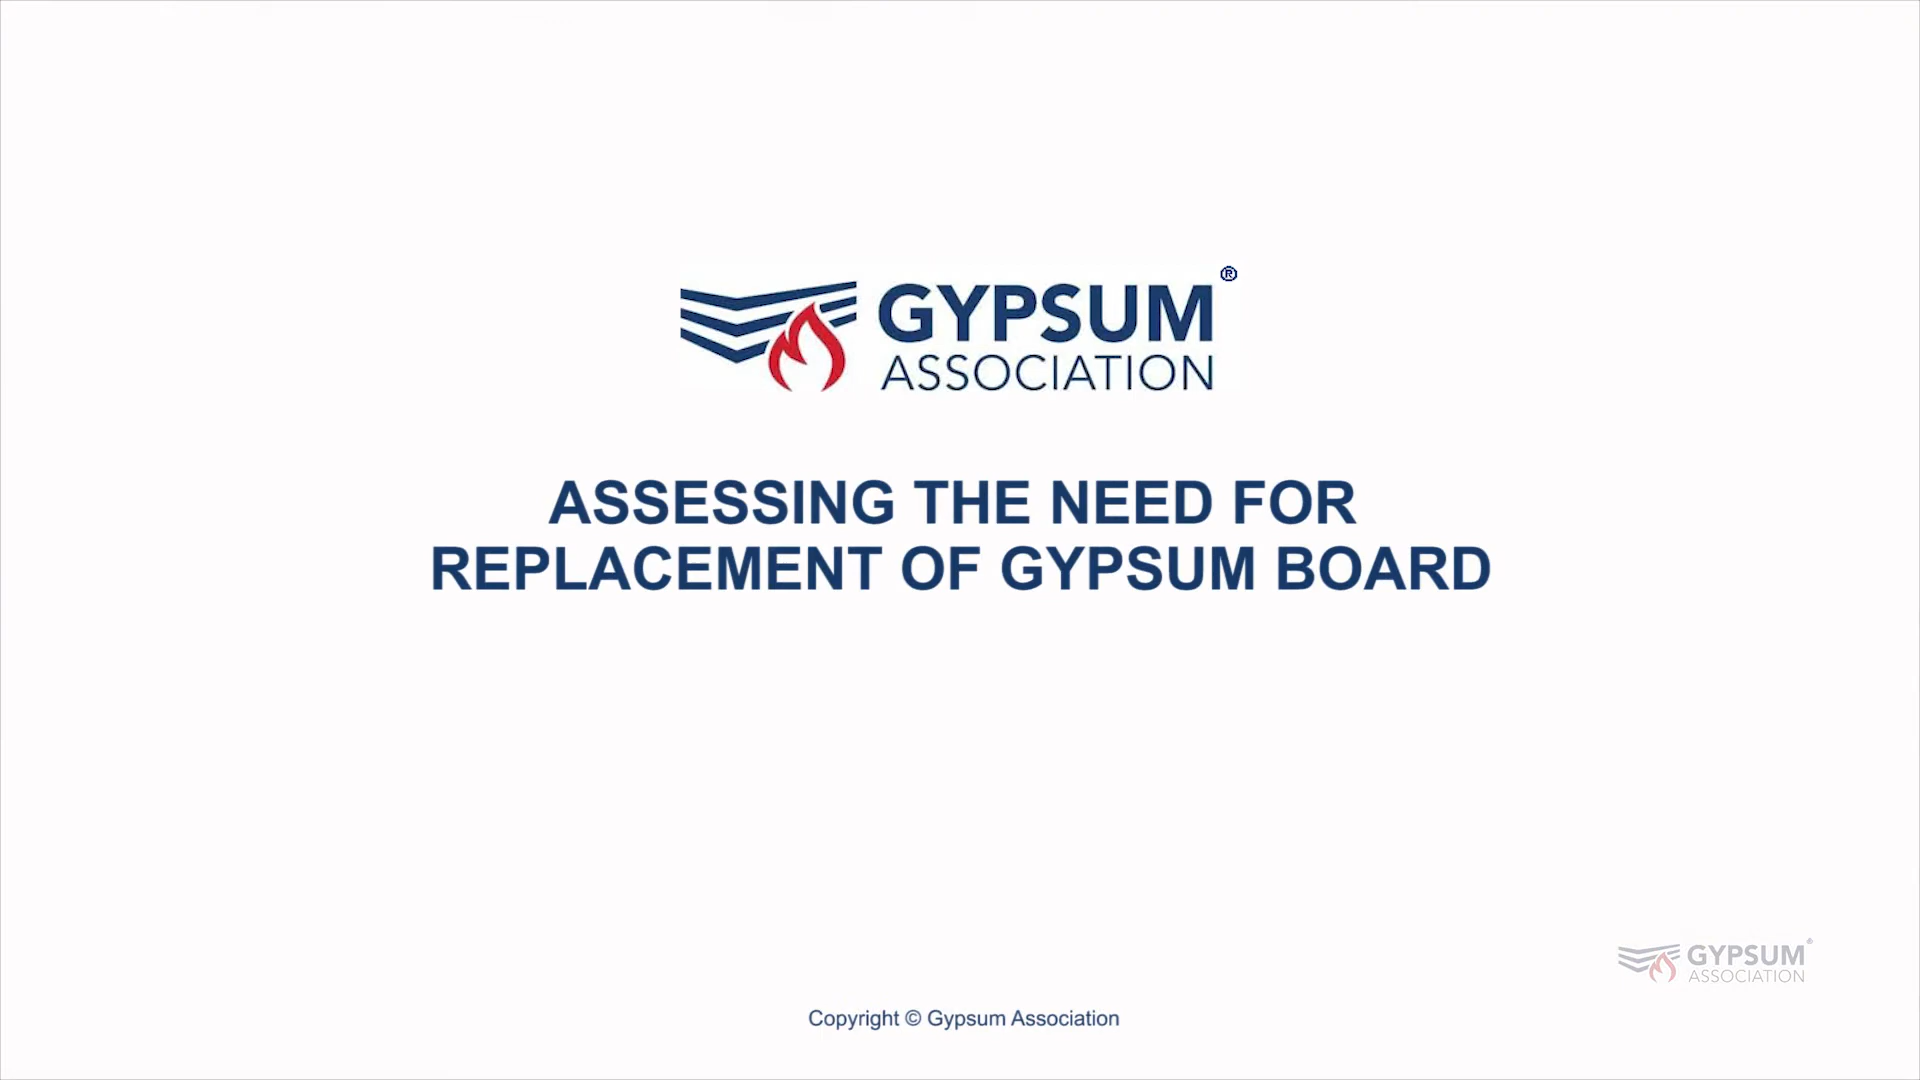 GYPSUM®
ASSOCIATION
ASSESSING THE NEED FOR
REPLACEMENT OF GYPSUM BOARD
GYPSUM®
ASSOCIATION
Copyright © Gypsum Association